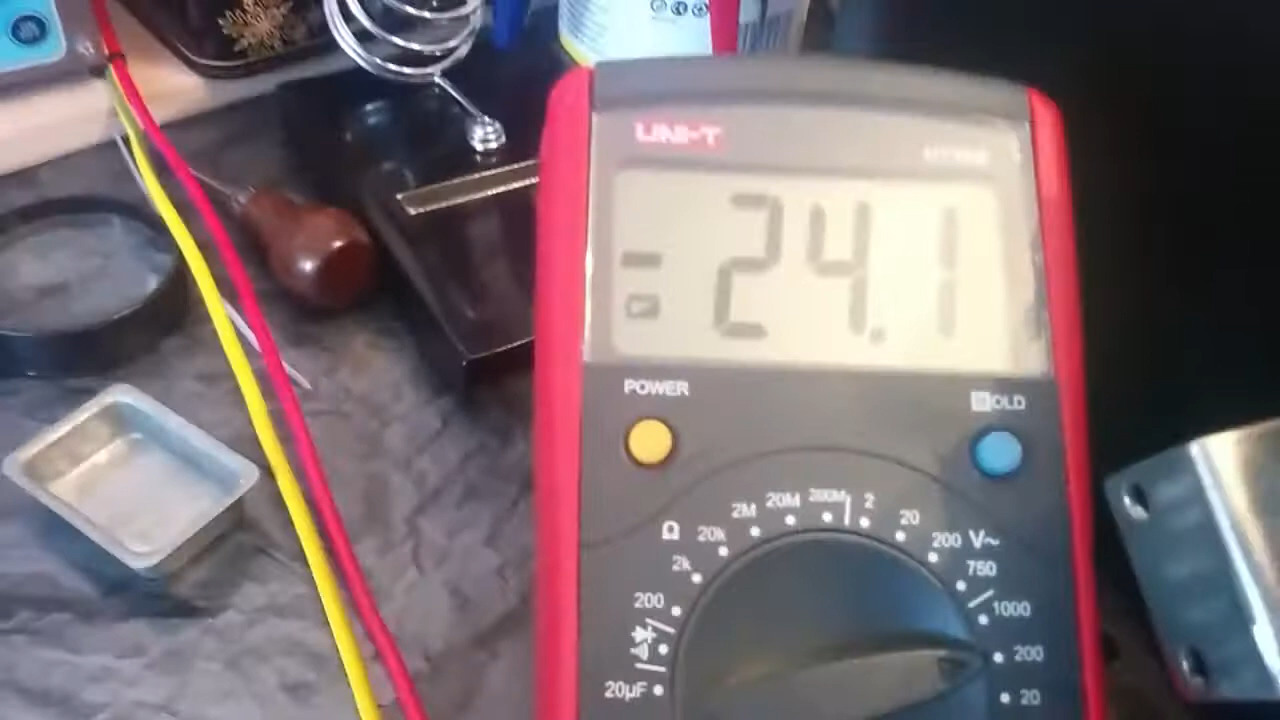 UNI-T
-24.1
POWER
HOLD
Ω
200
2k
20k
2M
20M
200M
2
20
200 V~
750
1000
200
20
20µF